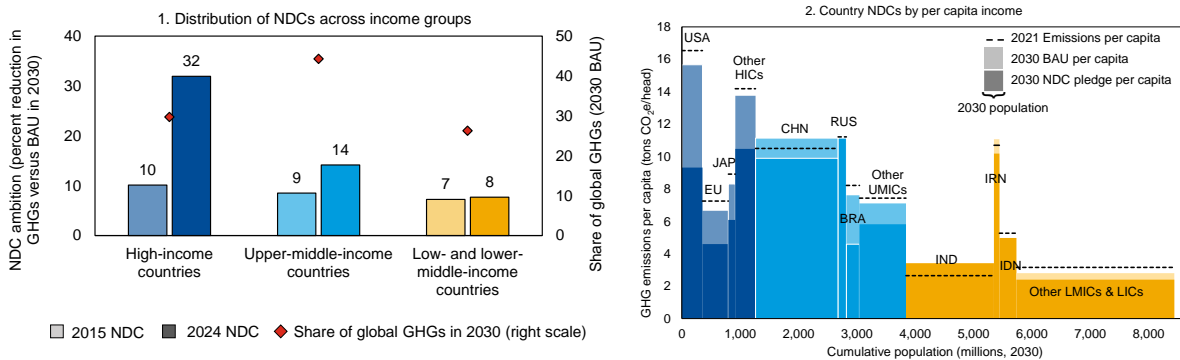 1. Distribution of NDCs across income groups
NDC ambition (percent reduction in
GHGs versus BAU in 2030)
40
30
20
10
0
10
32
9
14
7
8
50
40
30
20
10
0
Share of global GHGs (2030 BAU)
High-income
countries
Upper-middle-income
countries
Low- and lower-
middle-income
countries
2015 NDC
2024 NDC
Share of global GHGs in 2030 (right scale)
2. Country NDCs by per capita income
GHG emissions per capita (tons CO₂e/head)
18
16
14
12
10
8
6
4
2
0
USA
EU
JAP
Other
HICs
CHN
RUS
BRA
Other
UMICs
IND
IRN
IDN
Other LMICs & LICs
2021 Emissions per capita
2030 BAU per capita
2030 NDC pledge per capita
2030 population
0
1,000
2,000
3,000
4,000
5,000
6,000
7,000
8,000
Cumulative population (millions, 2030)